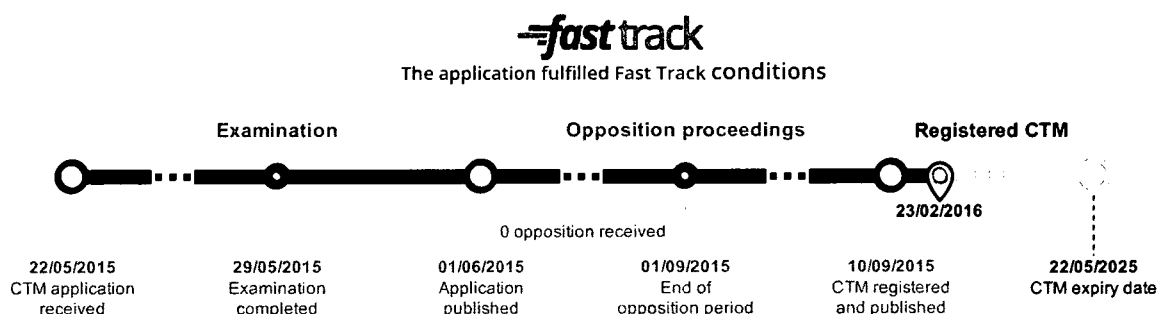 fast track
The application fulfilled Fast Track conditions
Examination
Opposition proceedings
Registered CTM
23/02/2016
0 opposition received
22/05/2015
CTM application
received
29/05/2015
Examination
completed
01/06/2015
Application
published
01/09/2015
End of
opposition period
10/09/2015
CTM registered
and published
22/05/2025
CTM expiry date